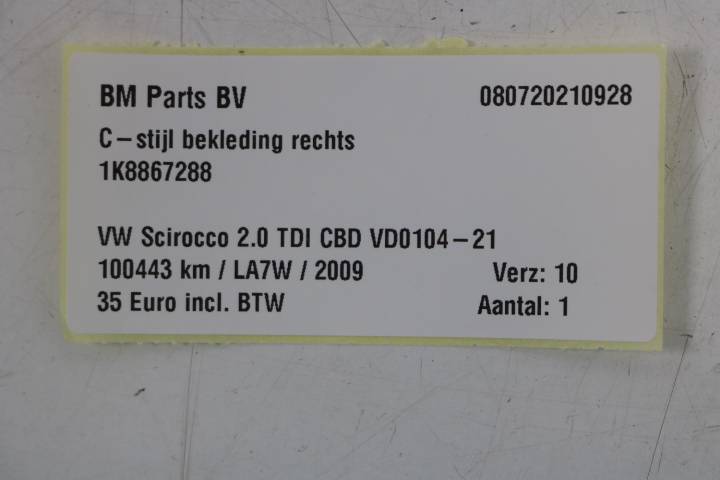 BM Parts BV 080720210928
C-stijl bekleding rechts
1K8867288
VW Scirocco 2.0 TDI CBD VD0104-21
100443 km / LA7W / 2009 Verz: 10
35 Euro incl. BTW Aantal: 1